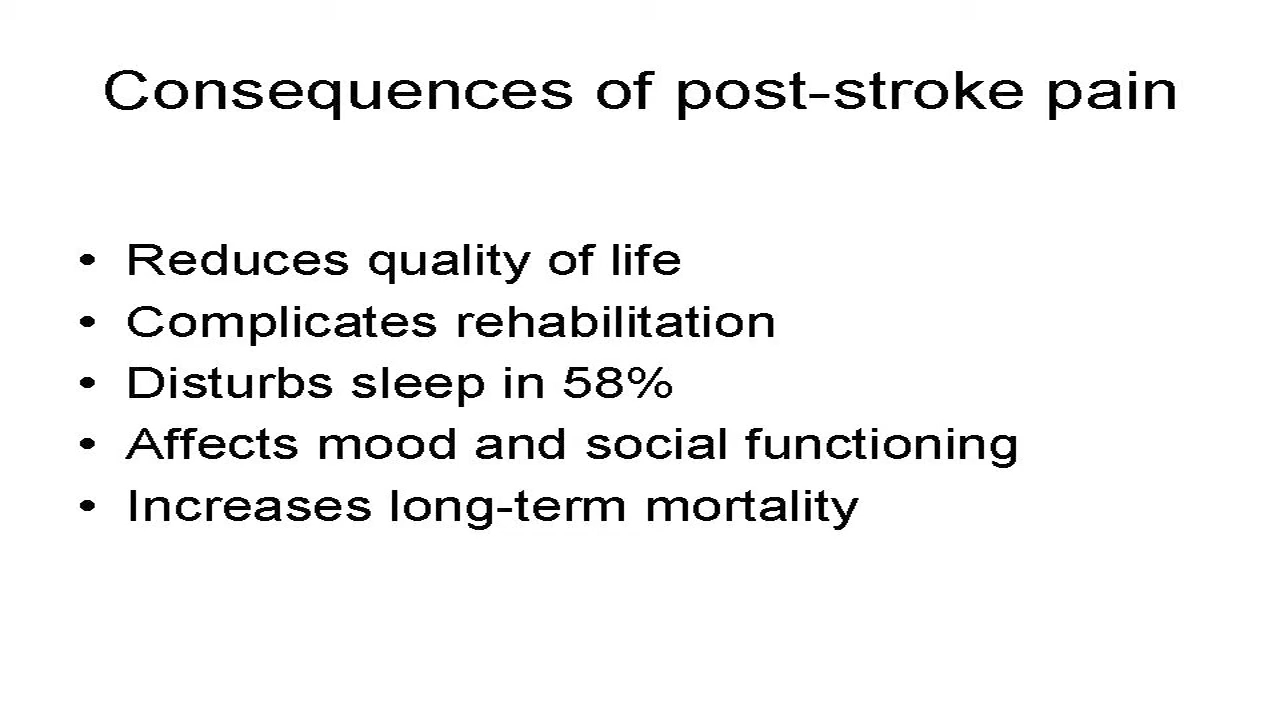 Consequences of post-stroke pain
• Reduces quality of life
• Complicates rehabilitation
• Disturbs sleep in 58%
• Affects mood and social functioning
• Increases long-term mortality